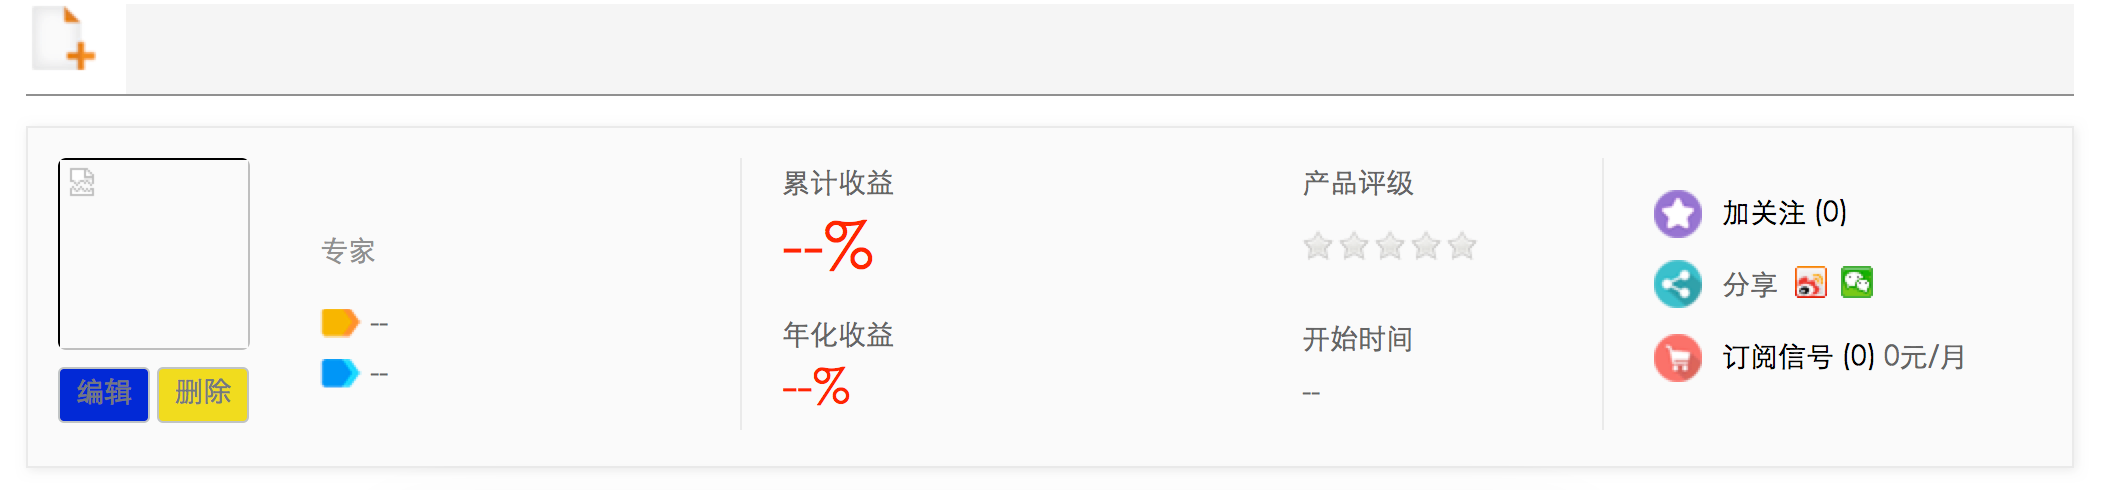 专家
--
--
编辑 删除
累计收益
--%
年化收益
--%
产品评级
开始时间
--
加关注 (0)
分享
订阅信号 (0) 0元/月